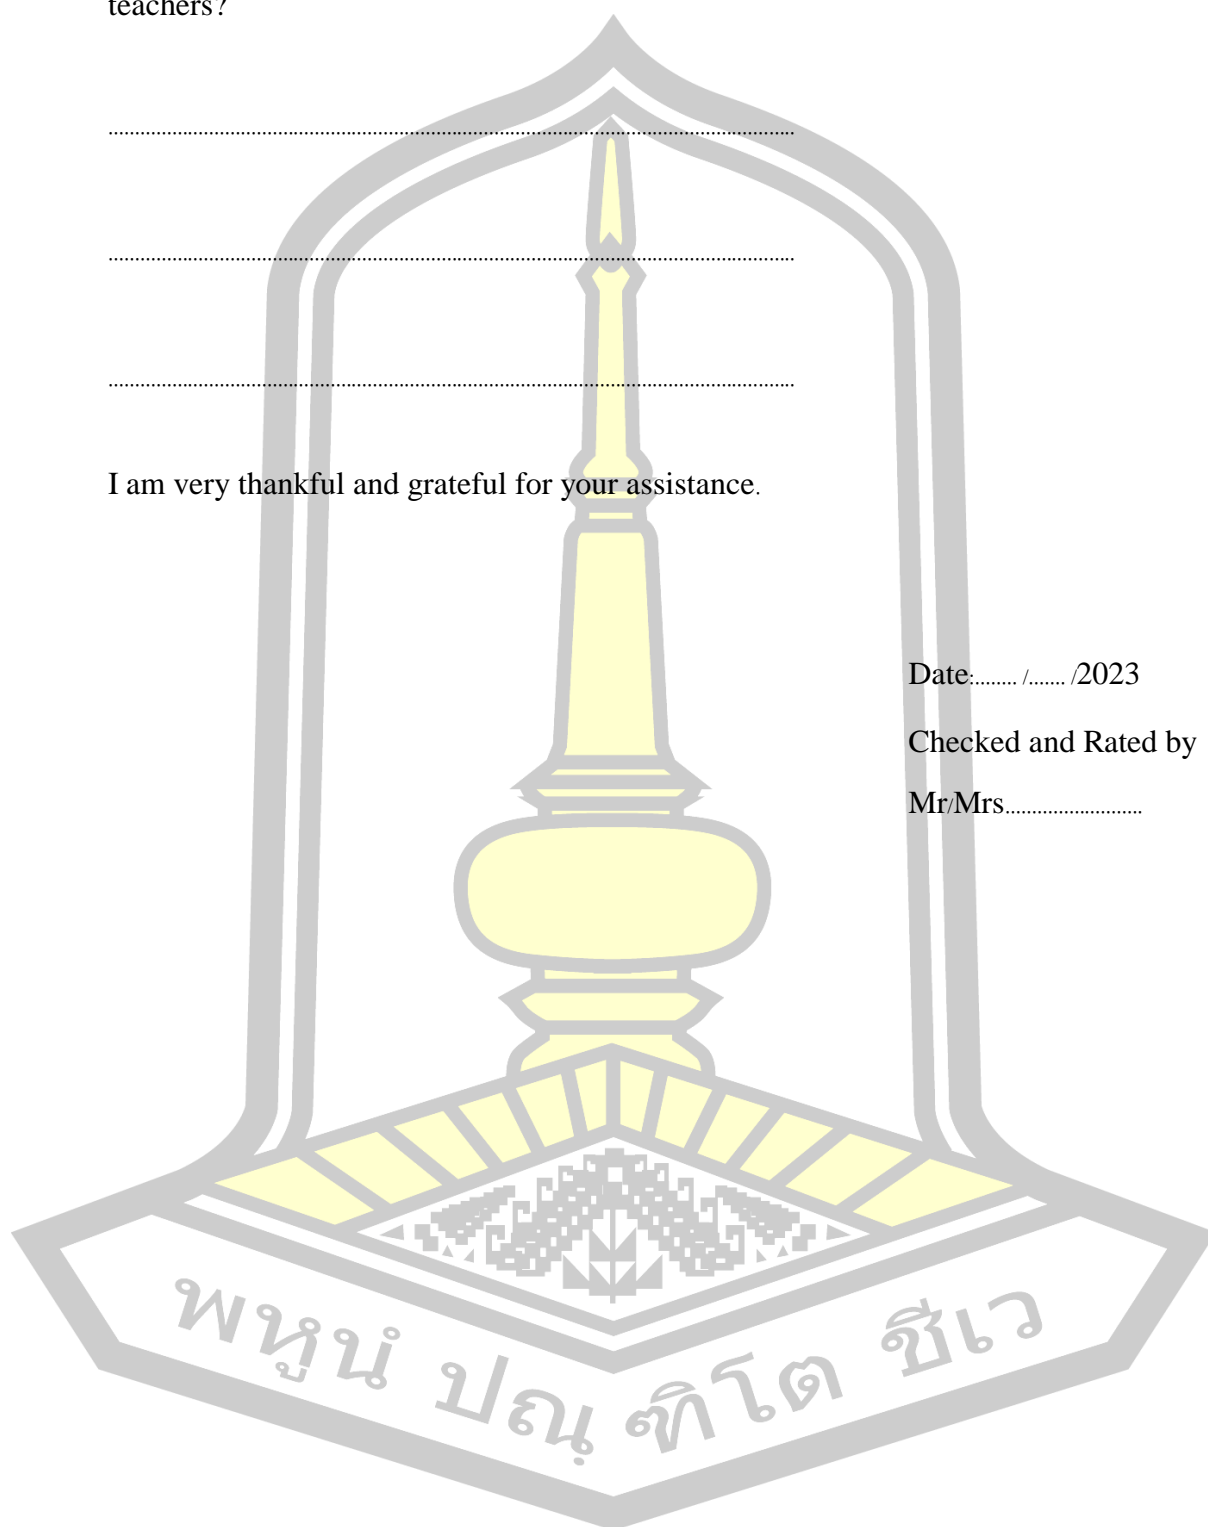 teachers?
.................................................................................................................................
.................................................................................................................................
.................................................................................................................................
I am very thankful and grateful for your assistance.
Date:........ /....... /2023
Checked and Rated by
Mr/Mrs..........................
พหูนํ ปณฺ ฑิโต ชีเว